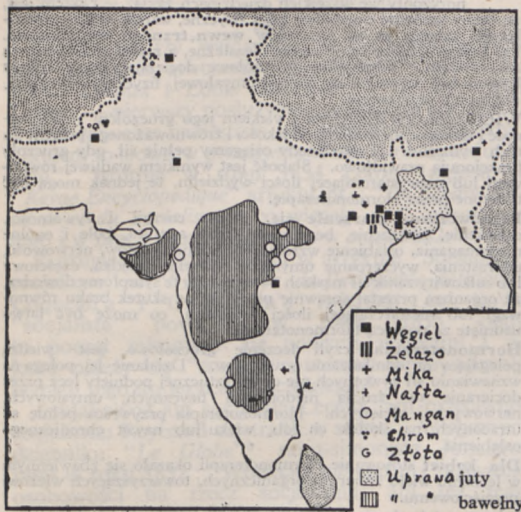 Węgiel
Żelazo
Mika
Nafta
Mangan
Chrom
Złoto
Uprawa juty
" " bawełny